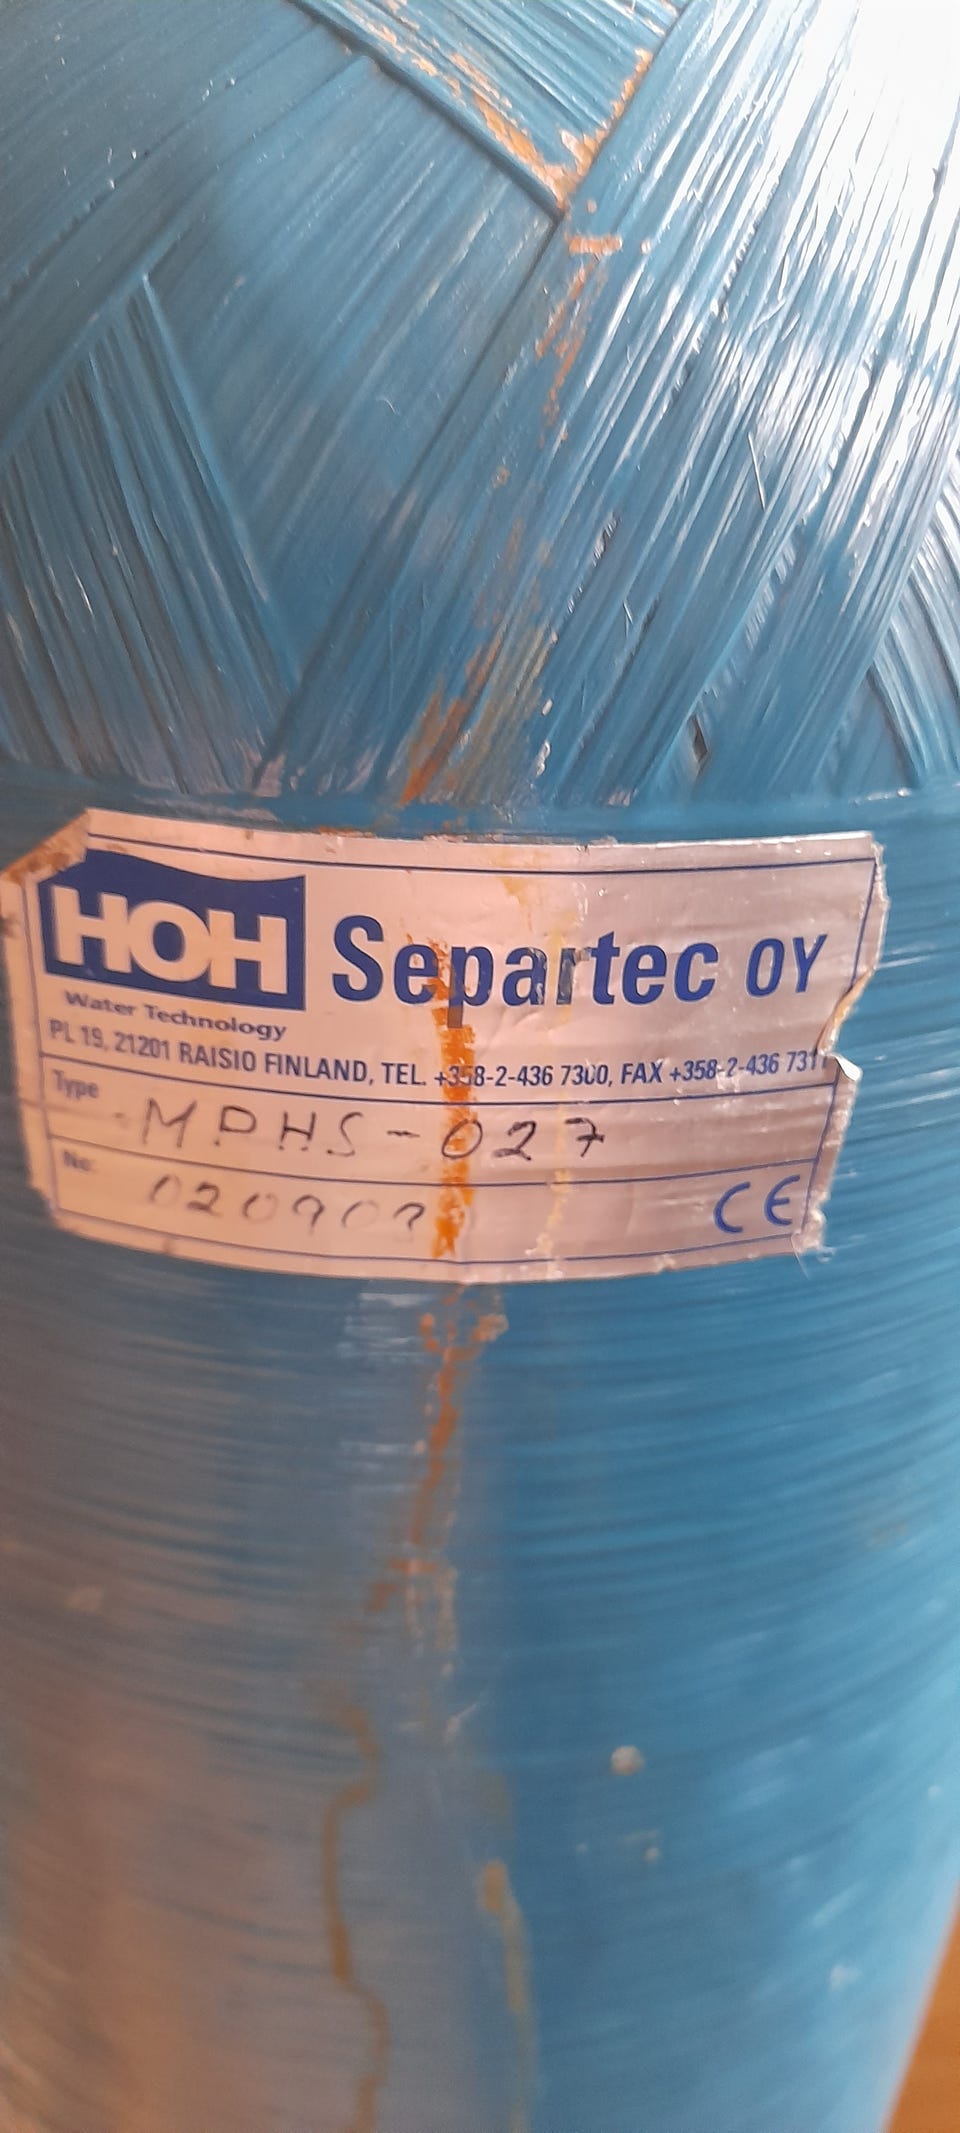 HOH Separtec OY
Water Technology
PL 19, 21201 RAISIO FINLAND, TEL. +358-2-436 7300, FAX +358-2-436 731
Type
MPHS-027
No:
020903
CE